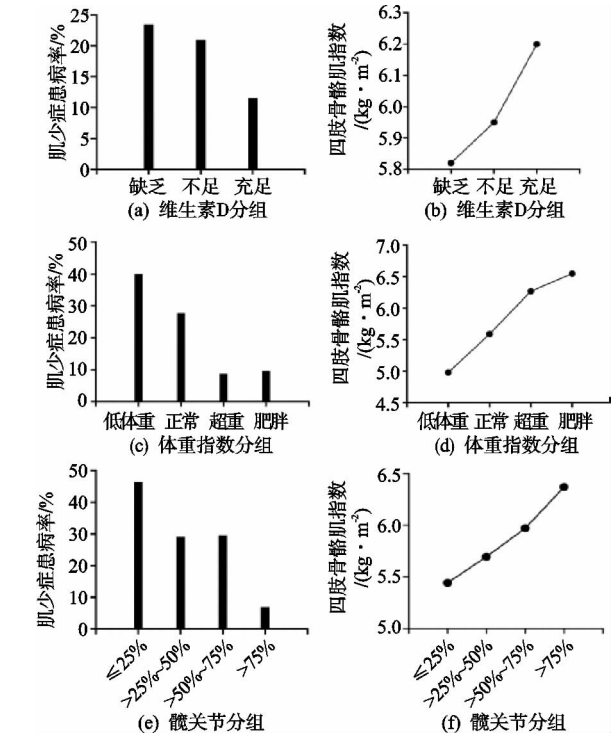 肌少症患病率/%
25
20
15
10
5
0
缺乏 不足 充足
(a) 维生素D分组
四肢骨骼肌指数
/(kg·m⁻²)
6.3
6.2
6.1
6.0
5.9
5.8
缺乏 不足 充足
(b) 维生素D分组
肌少症患病率/%
50
40
30
20
10
0
低体重 正常 超重 肥胖
(c) 体重指数分组
四肢骨骼肌指数
/(kg·m⁻²)
7.0
6.5
6.0
5.5
5.0
4.5
低体重 正常 超重 肥胖
(d) 体重指数分组
肌少症患病率/%
50
40
30
20
10
0
≤25%
>25%~50%
>50%~75%
>75%
(e) 髋关节分组
四肢骨骼肌指数
/(kg·m⁻²)
6.5
6.0
5.5
5.0
≤25%
>25%~50%
>50%~75%
>75%
(f) 髋关节分组